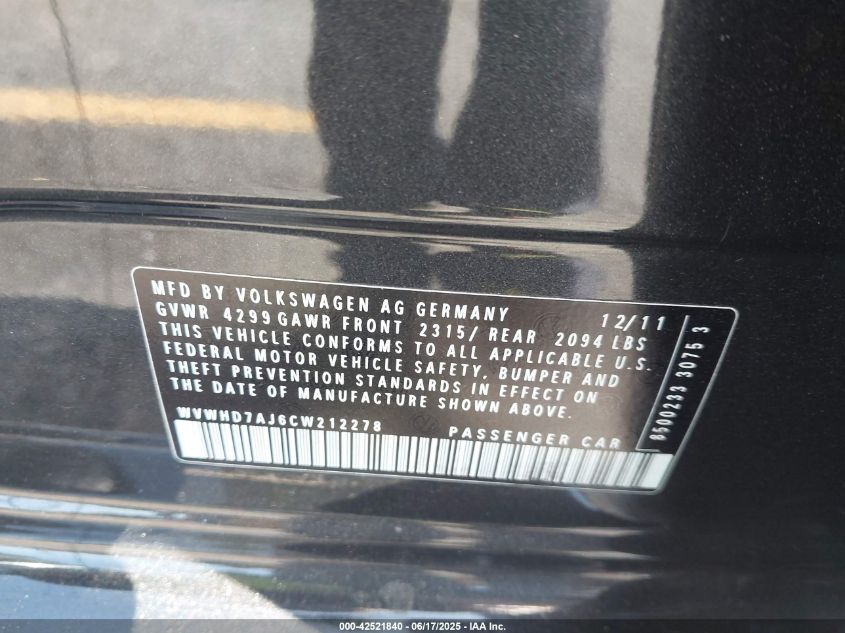 MFD BY VOLKSWAGEN AG GERMANY 12/11
GVWR 4299 GAWR FRONT 2315/ REAR 2094 LBS
THIS VEHICLE CONFORMS TO ALL APPLICABLE U.S.
FEDERAL MOTOR VEHICLE SAFETY, BUMPER AND
THEFT PREVENTION STANDARDS IN EFFECT ON
THE DATE OF MANUFACTURE SHOWN ABOVE.
WVWHD7AJ6CW212278 PASSENGER CAR
8500233 3075 3
000-42521840 - 06/17/2025 - IAA Inc.